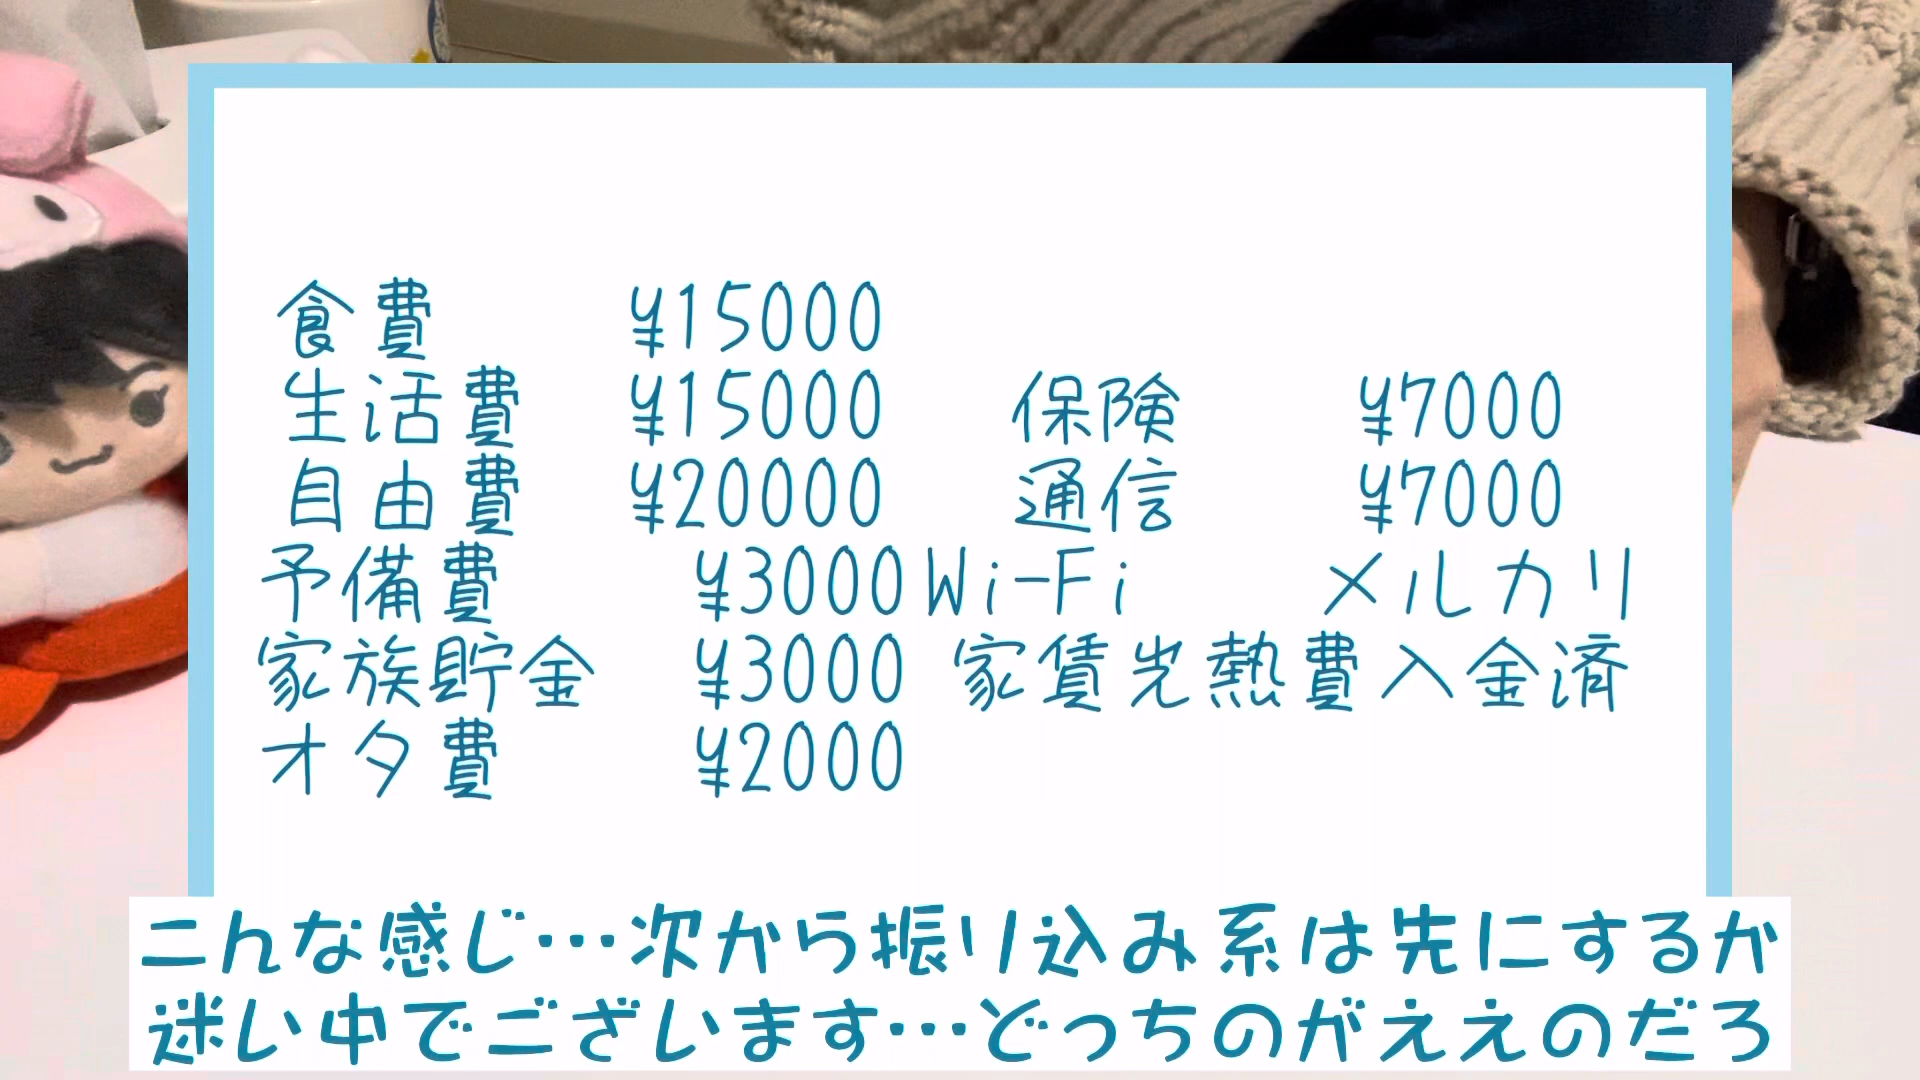 食費 ¥15000
生活費 ¥15000 保険 ¥7000
自由費 ¥20000 通信 ¥7000
予備費 ¥3000 Wi-Fi メルカリ
家族貯金 ¥3000 家賃光熱費入金済
オタ費 ¥2000
こんな感じ…次から振り込み系は先にするか
迷い中でございます…どっちのがええのだろ